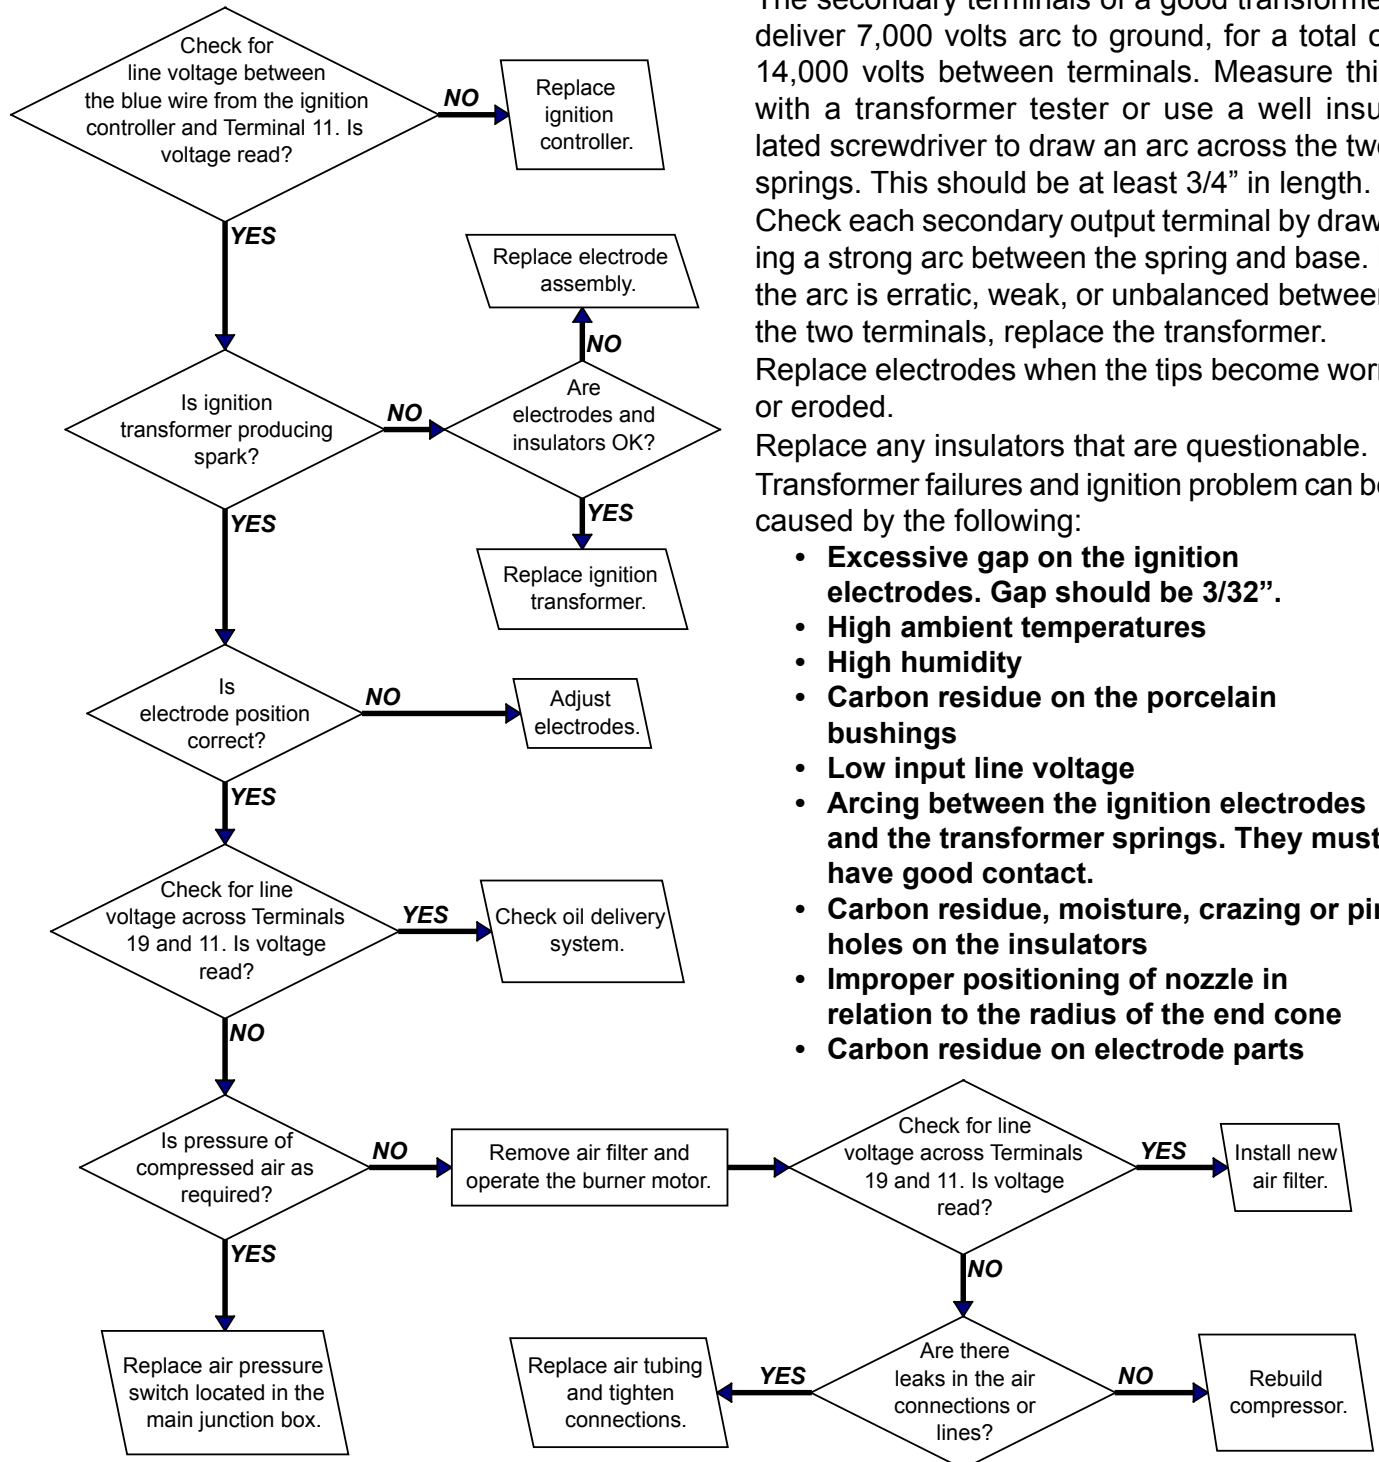 Check for
line voltage between
the blue wire from the ignition
controller and Terminal 11. Is
voltage read?
NO
Replace
ignition
controller.
YES
Is ignition
transformer producing
spark?
NO
Are
electrodes and
insulators OK?
NO
Replace electrode
assembly.
YES
Replace ignition
transformer.
YES
Is
electrode position
correct?
NO
Adjust
electrodes.
YES
Check for line
voltage across Terminals
19 and 11. Is voltage
read?
YES
Check oil delivery
system.
NO
Is pressure of
compressed air as
required?
NO
Remove air filter and
operate the burner motor.
Check for line
voltage across Terminals
19 and 11. Is voltage
read?
YES
Install new
air filter.
NO
Are there
leaks in the air
connections or
lines?
YES
Replace air tubing
and tighten
connections.
NO
Rebuild
compressor.
YES
Replace air pressure
switch located in the
main junction box.
The secondary terminals of a good transformer
deliver 7,000 volts arc to ground, for a total
14,000 volts between terminals. Measure
with a transformer tester or use a well insu
lated screwdriver to draw an arc across the two
springs. This should be at least 3/4” in length.
Check each secondary output terminal by draw
ing a strong arc between the spring and base.
the arc is erratic, weak, or unbalanced between
the two terminals, replace the transformer.
Replace electrodes when the tips become worn
or eroded.
Replace any insulators that are questionable.
Transformer failures and ignition problem can be
caused by the following:
• Excessive gap on the ignition
electrodes. Gap should be 3/32”.
• High ambient temperatures
• High humidity
• Carbon residue on the porcelain
bushings
• Low input line voltage
• Arcing between the ignition electrodes
and the transformer springs. They must
have good contact.
• Carbon residue, moisture, crazing or pin
holes on the insulators
• Improper positioning of nozzle in
relation to the radius of the end cone
• Carbon residue on electrode parts